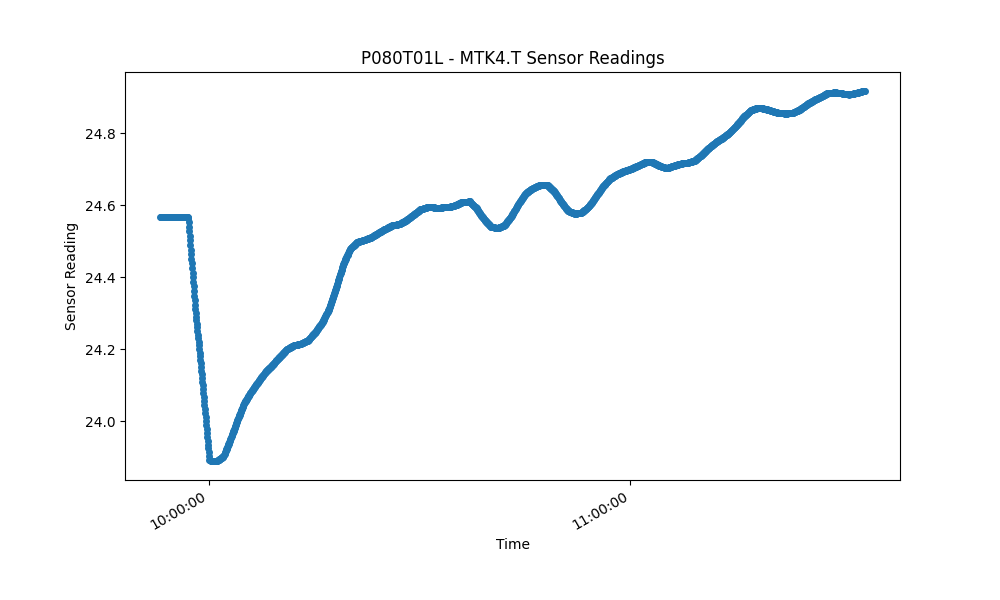 P080T01L - MTK4.T Sensor Readings
Sensor Reading
24.8
24.6
24.4
24.2
24.0
10:00:00
11:00:00
Time